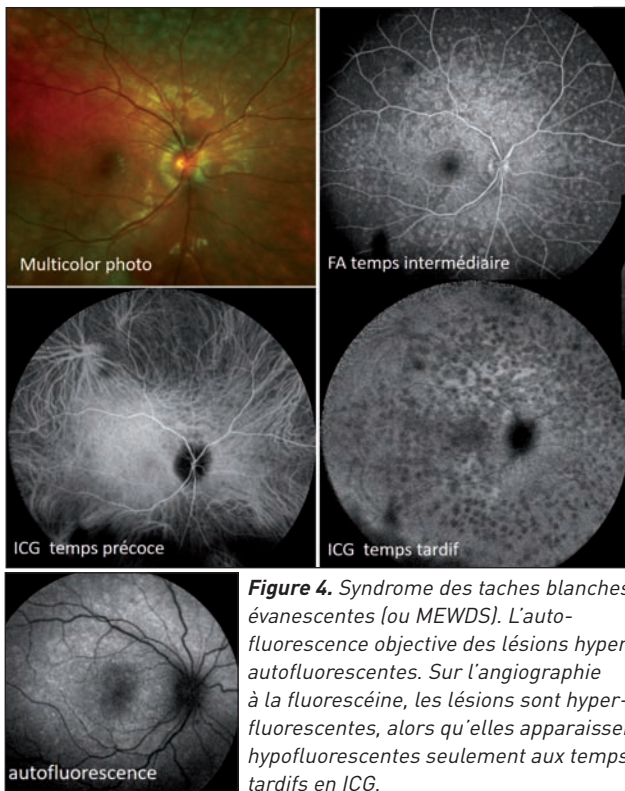 Multicolor photo
FA temps intermédiaire
ICG temps précoce
ICG temps tardif
autofluorescence
Figure 4. Syndrome des taches blanches
évanescentes (ou MEWDS). L'auto-
fluorescence objective des lésions hyper-
autofluorescentes. Sur l'angiographie
à la fluorescéine, les lésions sont hyper-
fluorescentes, alors qu'elles
hypofluorescentes seulement aux temps
tardifs en ICG.